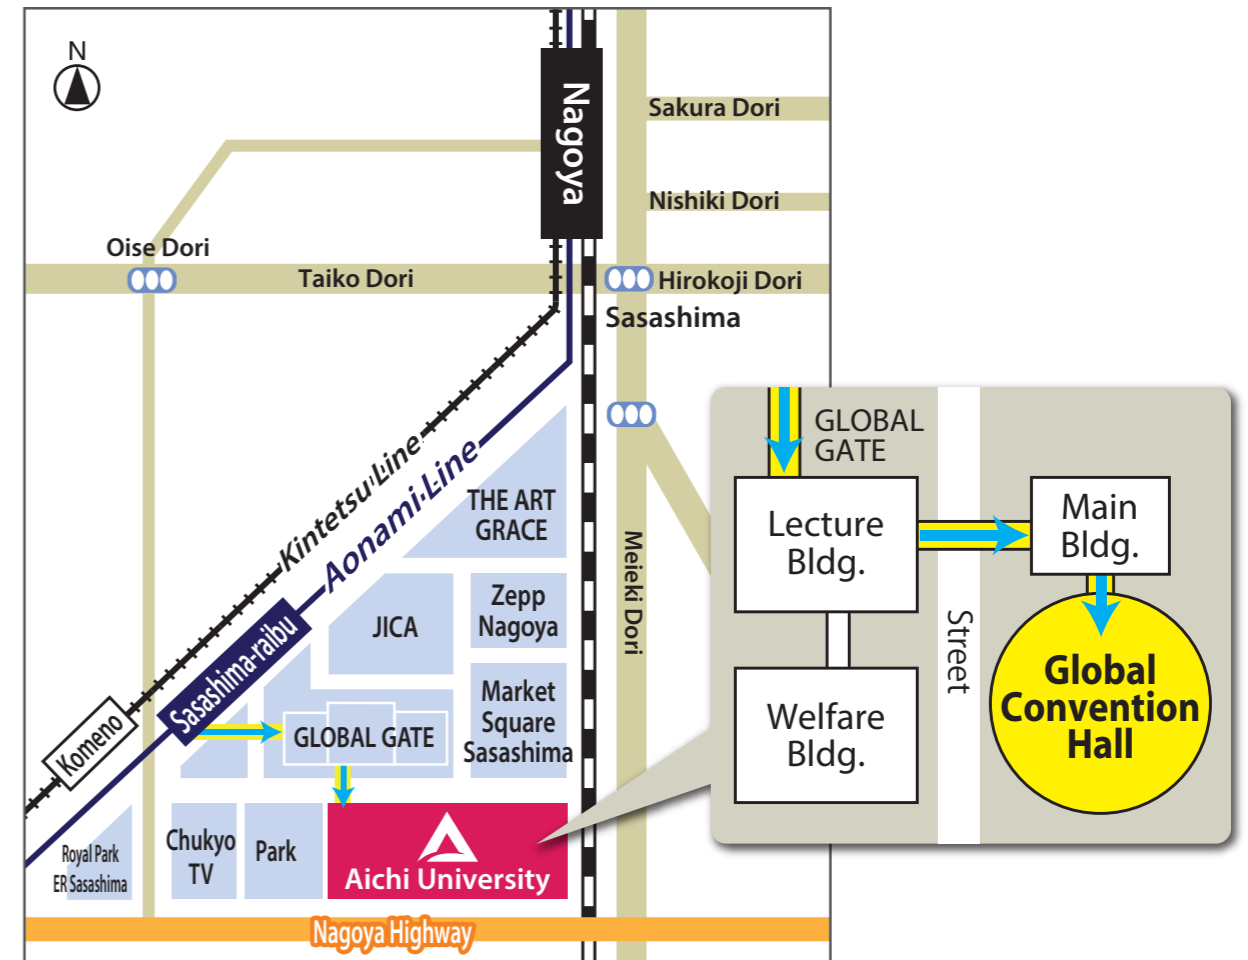 N
Nagoya
Sakura Dori
Nishiki Dori
Oise Dori
Taiko Dori
Hirokoji Dori
Sasashima
Kintetsu Line
Aonami Line
THE ART
GRACE
Meieki Dori
JICA
Zepp
Nagoya
Sasashima-raibu
Komeno
Market
Square
Sasashima
GLOBAL GATE
Royal Park
ER Sasashima
Chukyo
TV
Park
Aichi University
Nagoya Highway
GLOBAL
GATE
Lecture
Bldg.
Main
Bldg.
Street
Welfare
Bldg.
Global
Convention
Hall